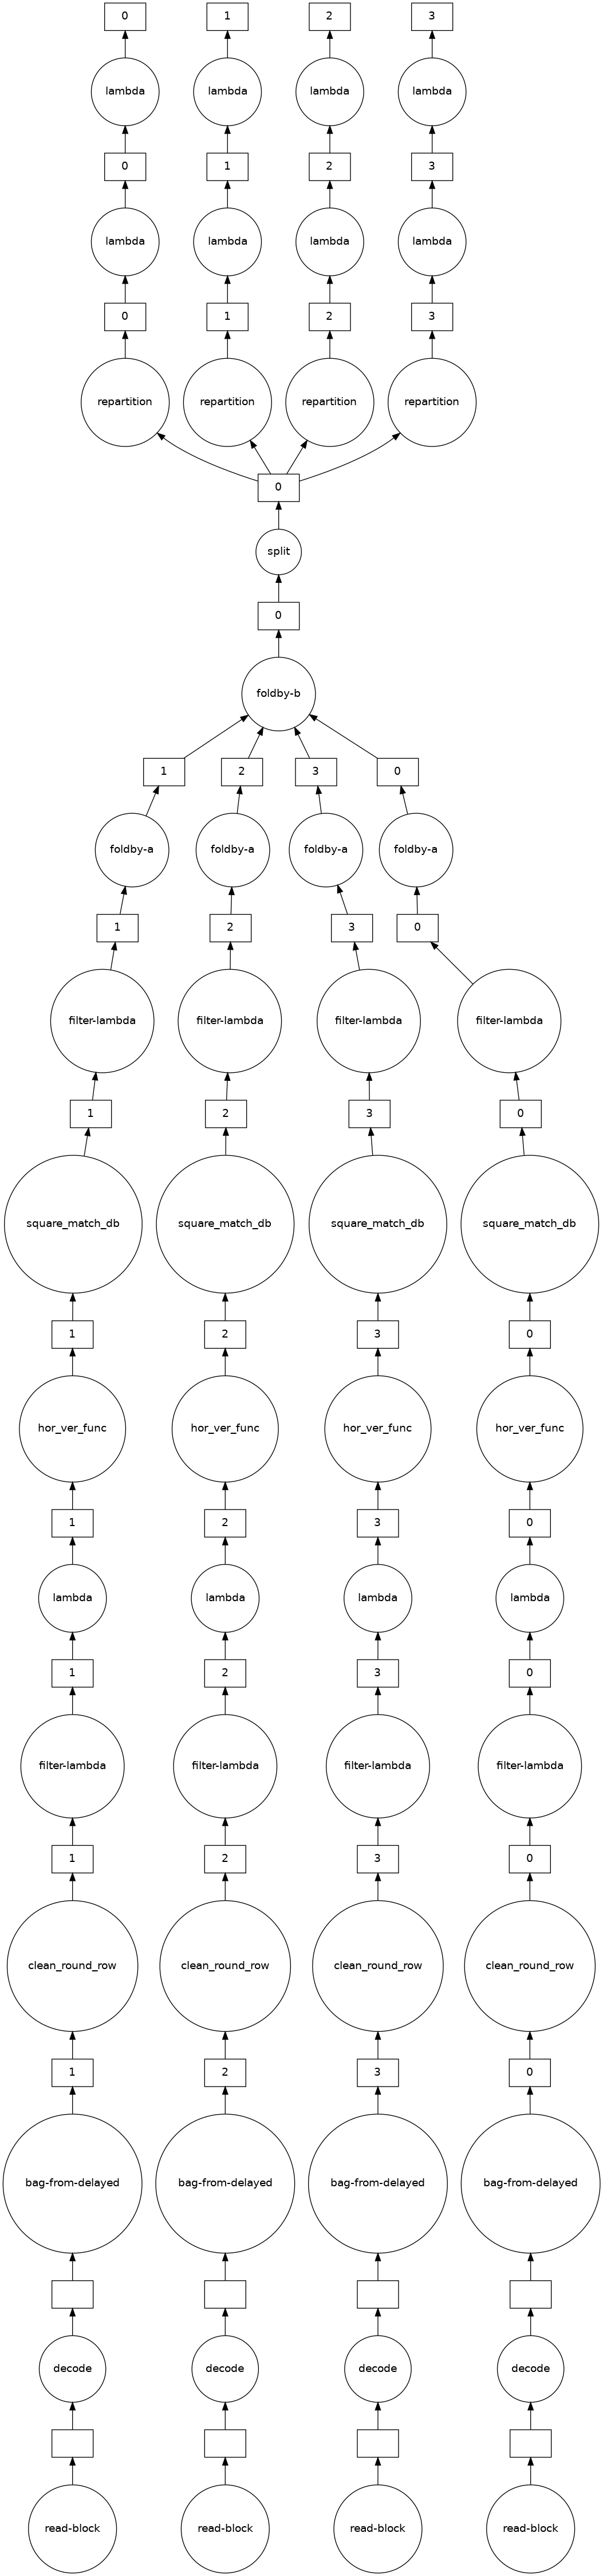 0 1 2 3
lambda lambda lambda lambda
0 1 2 3
lambda lambda lambda lambda
0 1 2 3
repartition repartition repartition repartition
0
split
0
foldby-b
1 2 3 0
foldby-a foldby-a foldby-a foldby-a
1 2 3 0
filter-lambda filter-lambda filter-lambda filter-lambda
1 2 3 0
square_match_db square_match_db square_match_db square_match_db
1 2 3 0
hor_ver_func hor_ver_func hor_ver_func hor_ver_func
1 2 3 0
lambda lambda lambda lambda
1 2 3 0
filter-lambda filter-lambda filter-lambda filter-lambda
1 2 3 0
clean_round_row clean_round_row clean_round_row clean_round_row
1 2 3 0
bag-from-delayed bag-from-delayed bag-from-delayed bag-from-delayed
decode decode decode decode
read-block read-block read-block read-block